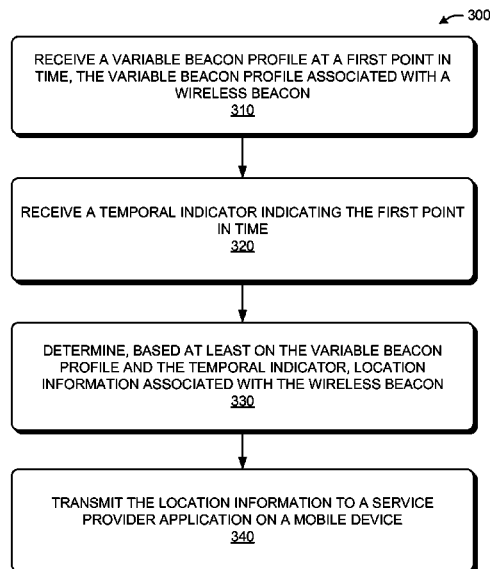 300
RECEIVE A VARIABLE BEACON PROFILE AT A FIRST POINT IN
TIME, THE VARIABLE BEACON PROFILE ASSOCIATED WITH A
WIRELESS BEACON
310
RECEIVE A TEMPORAL INDICATOR INDICATING THE FIRST POINT
IN TIME
320
DETERMINE, BASED AT LEAST ON THE VARIABLE BEACON
PROFILE AND THE TEMPORAL INDICATOR, LOCATION
INFORMATION ASSOCIATED WITH THE WIRELESS BEACON
330
TRANSMIT THE LOCATION INFORMATION TO A SERVICE
PROVIDER APPLICATION ON A MOBILE DEVICE
340